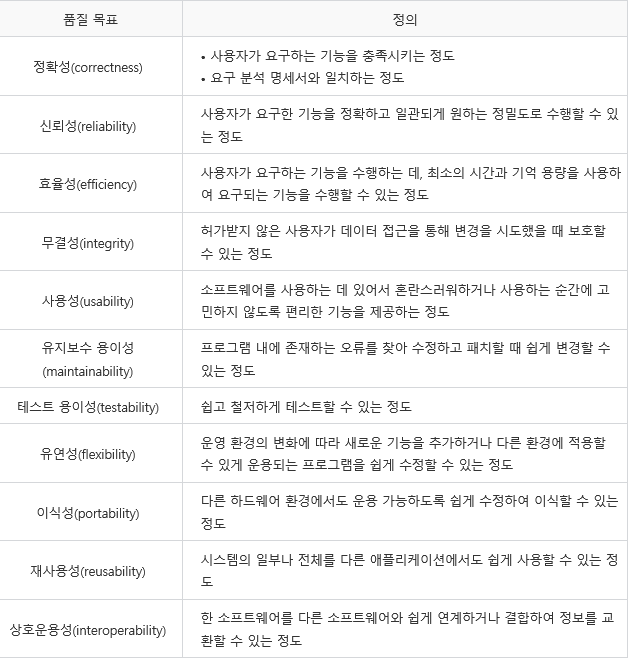 품질 목표
정의
정확성(correctness)
• 사용자가 요구하는 기능을 충족시키는 정도
• 요구 분석 명세서와 일치하는 정도
신뢰성(reliability)
사용자가 요구한 기능을 정확하고 일관되게 원하는 정밀도로 수행할 수 있
는 정도
효율성(efficiency)
사용자가 요구하는 기능을 수행하는 데, 최소의 시간과 기억 용량을 사용하
여 요구되는 기능을 수행할 수 있는 정도
무결성(integrity)
허가받지 않은 사용자가 데이터 접근을 통해 변경을 시도했을 때 보호할
수 있는 정도
사용성(usability)
소프트웨어를 사용하는 데 있어서 혼란스러워하거나 사용하는 순간에 고
민하지 않도록 편리한 기능을 제공하는 정도
유지보수 용이성
(maintainability)
프로그램 내에 존재하는 오류를 찾아 수정하고 패치할 때 쉽게 변경할 수
있는 정도
테스트 용이성(testability)
쉽고 철저하게 테스트할 수 있는 정도
유연성(flexibility)
운영 환경의 변화에 따라 새로운 기능을 추가하거나 다른 환경에 적용할
수 있게 운용되는 프로그램을 쉽게 수정할 수 있는 정도
이식성(portability)
다른 하드웨어 환경에서도 운용 가능하도록 쉽게 수정하여 이식할 수 있는
정도
재사용성(reusability)
시스템의 일부나 전체를 다른 애플리케이션에서도 쉽게 사용할 수 있는 정
도
상호운용성(interoperability)
한 소프트웨어를 다른 소프트웨어와 쉽게 연계하거나 결합하여 정보를 교
환할 수 있는 정도